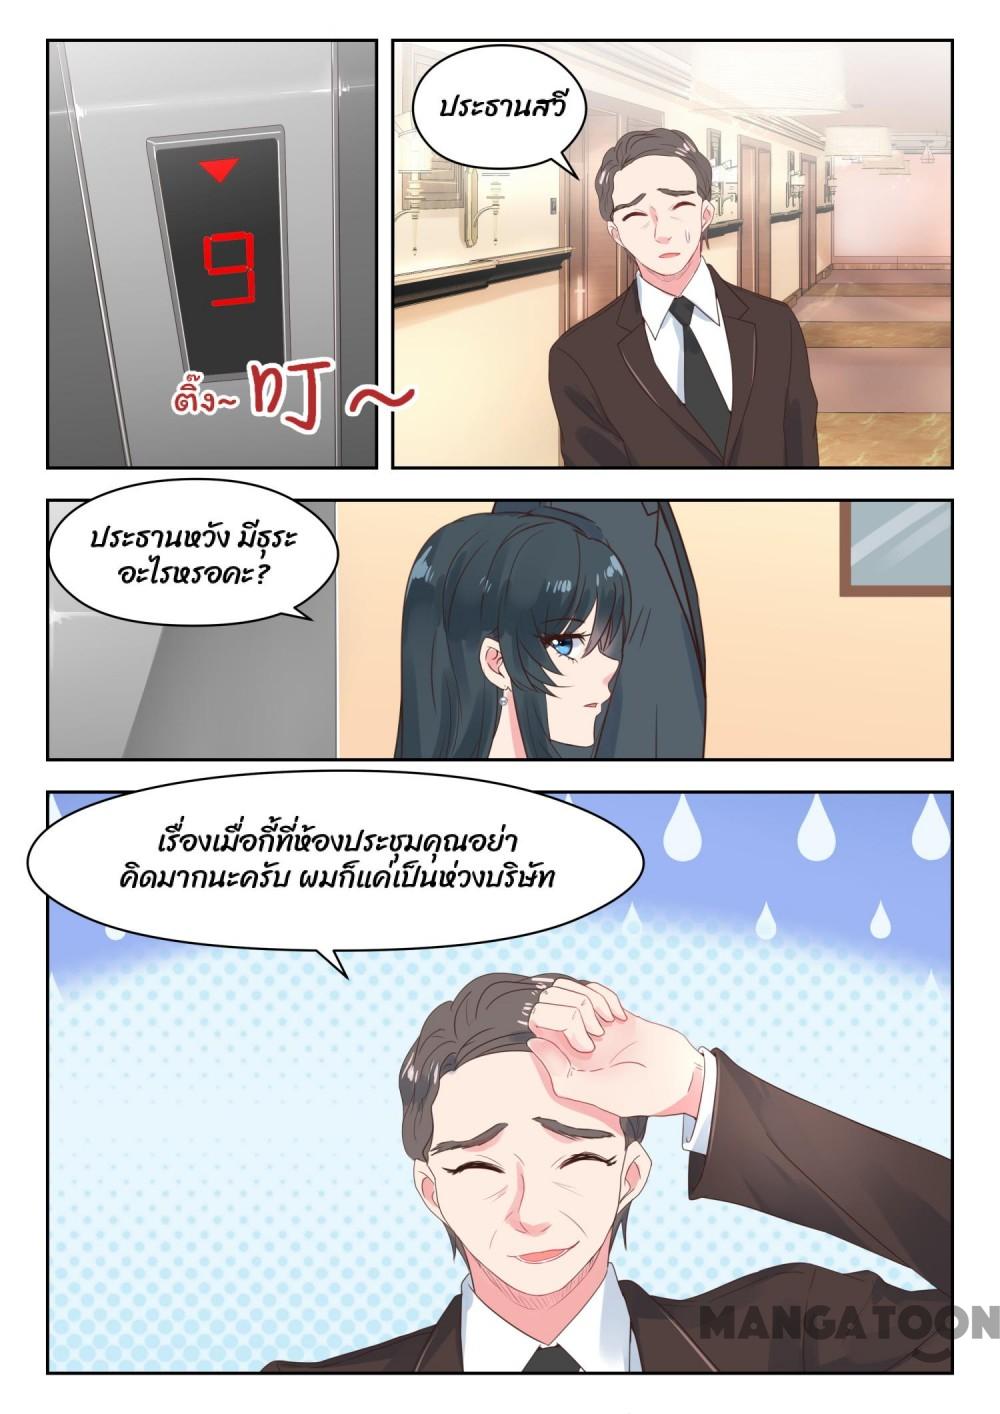 9
ติ๊ง~ 叮~
ประธานสวี
ประธานหวัง มีธุระ
อะไรหรอคะ?
เรื่องเมื่อกี้ที่ห้องประชุมคุณอย่า
คิดมากนะครับ ผมก็แค่เป็นห่วงบริษัท
MANGATOON